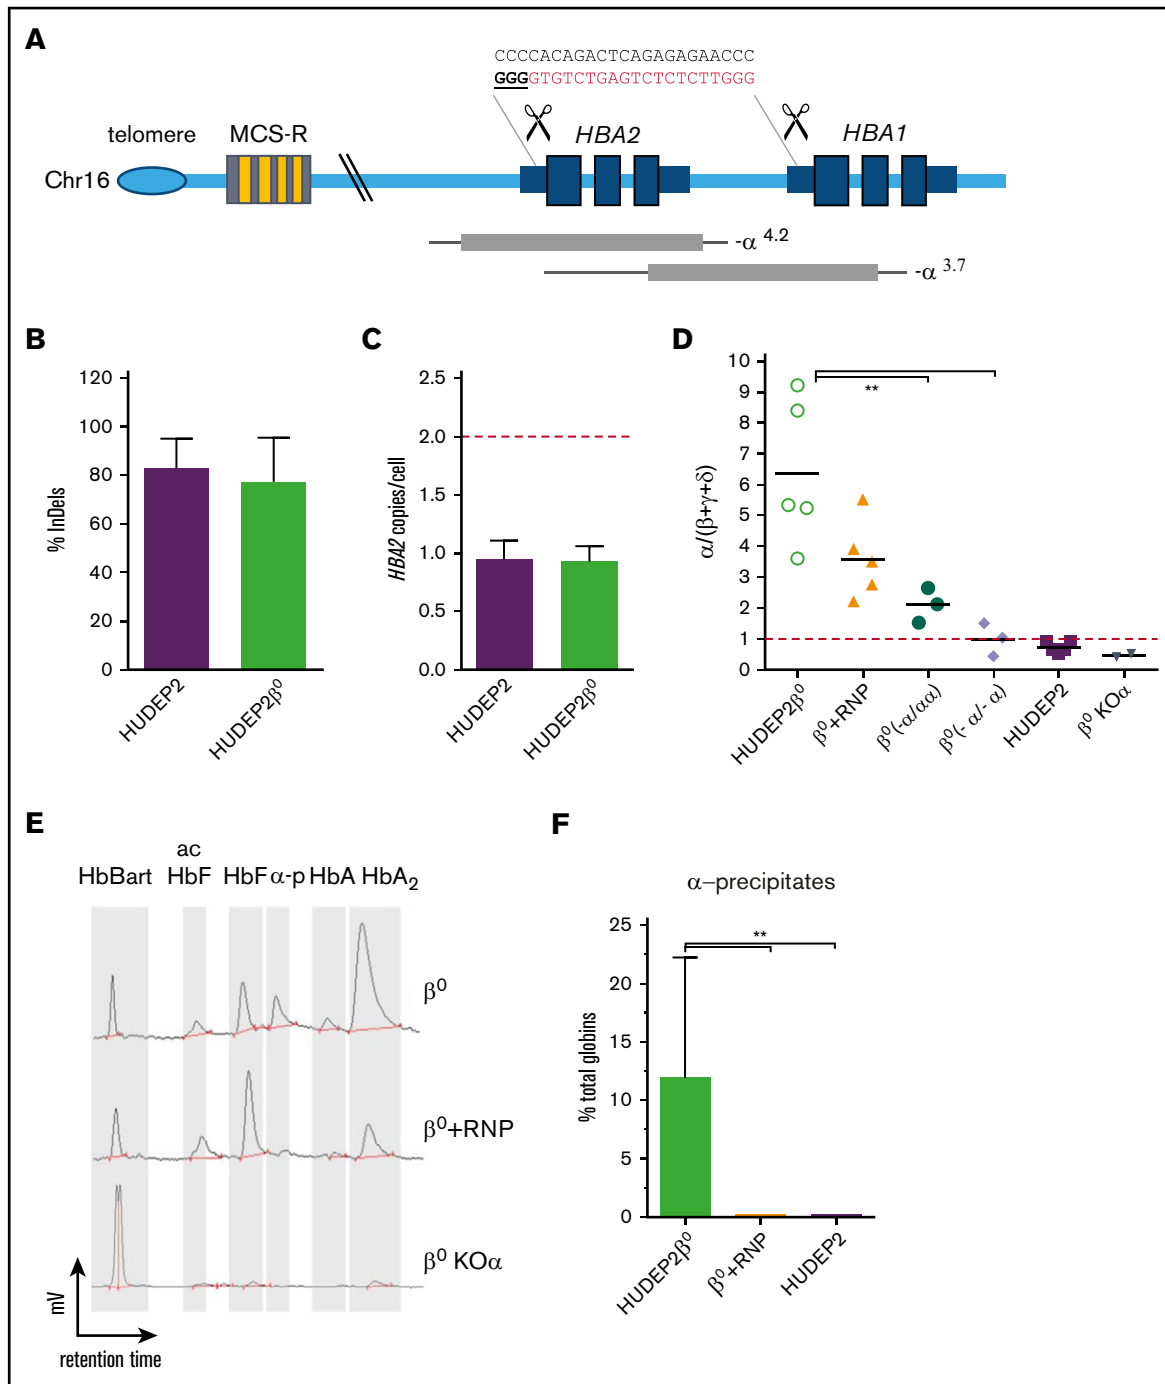 A
CCCCACAGACTCAGAGAGAACCC
GGGGTGTCTGAGTCTCTCTTGGG
telomere MCS-R HBA2 HBA1
Chr16
-α 4.2
-α 3.7
B
% InDels
120
100
80
60
40
20
0
HUDEP2
HUDEP2β0
C
HBA2 copies/cell
2.5
2.0
1.5
1.0
0.5
0.0
HUDEP2
HUDEP2β0
D
α/(β+γ+δ)
10
9
8
7
6
5
4
3
2
1
0
**
HUDEP2β0
β0+RNP
β0(-α/αα)
β0(- α/- α)
HUDEP2
β0 KOα
E
ac
HbBart HbF HbF α-p HbA HbA2
β0
β0+RNP
β0 KOα
mV
retention time
F
α–precipitates
% total globins
25
20
15
10
5
0
**
HUDEP2β0
β0+RNP
HUDEP2